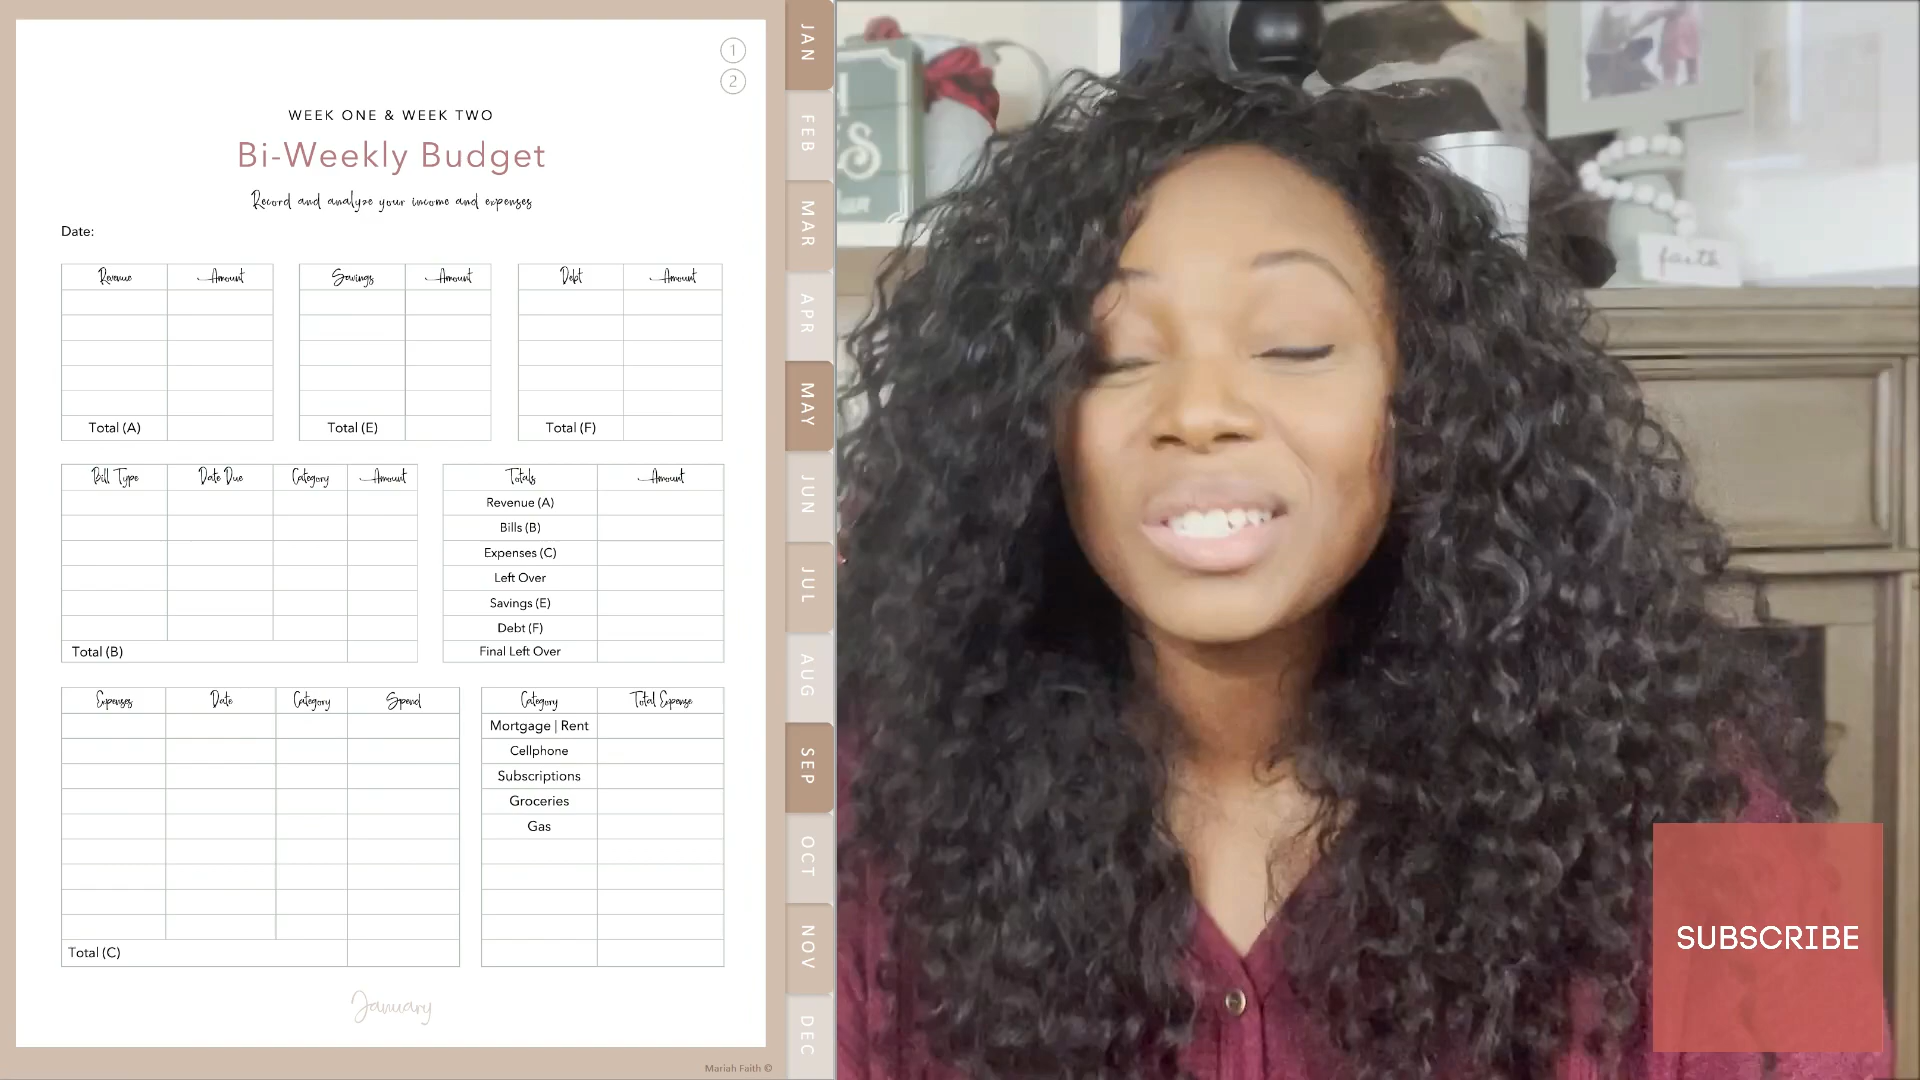 1
2
WEEK ONE & WEEK TWO
Bi-Weekly Budget
Record and analyze your income and expenses
Date:
Revenue Amount
Total (A)
Savings Amount
Total (E)
Debt Amount
Total (F)
Bill Type Date Due Category Amount
Total (B)
Totals Amount
Revenue (A)
Bills (B)
Expenses (C)
Left Over
Savings (E)
Debt (F)
Final Left Over
Expenses Date Category Spend
Total (C)
Category Total Expense
Mortgage | Rent
Cellphone
Subscriptions
Groceries
Gas
January
Mariah Faith ©
JAN
FEB
MAR
APR
MAY
JUN
JUL
AUG
SEP
OCT
NOV
DEC
faith
SUBSCRIBE